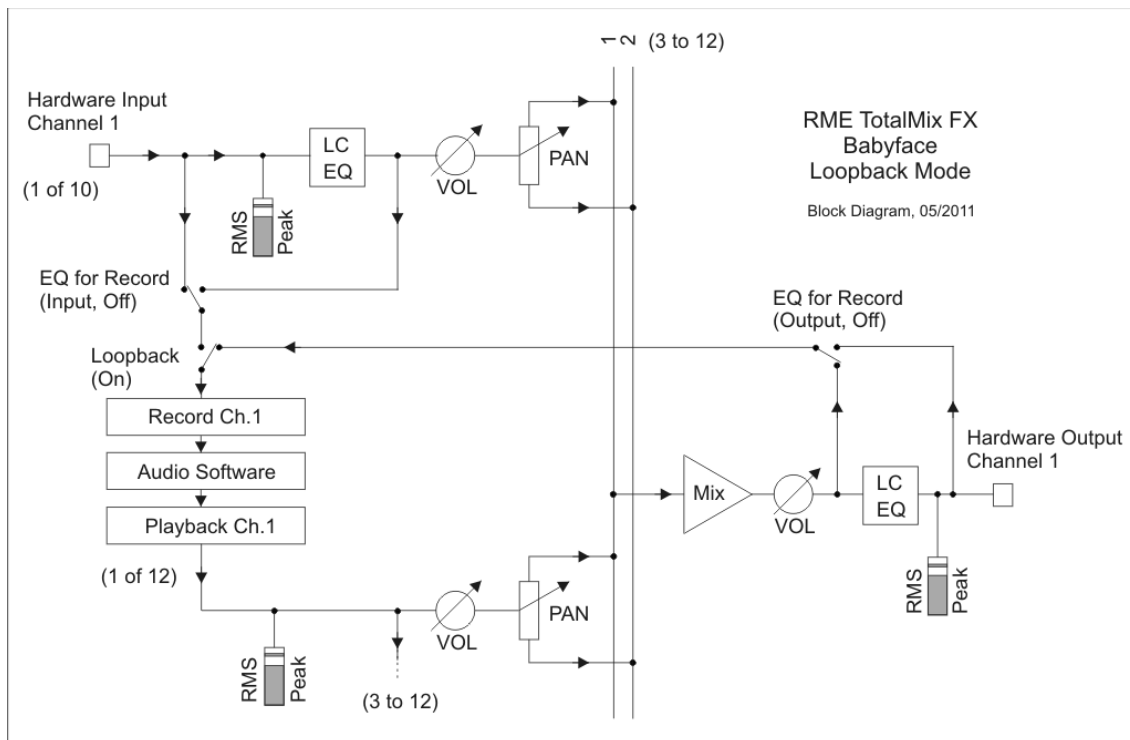 1
2
(3 to 12)
Hardware Input
Channel 1
(1 of 10)
LC
EQ
VOL
PAN
RMS
Peak
RME TotalMix FX
Babyface
Loopback Mode
Block Diagram, 05/2011
EQ for Record
(Input, Off)
EQ for Record
(Output, Off)
Loopback
(On)
Record Ch.1
Audio Software
Playback Ch.1
(1 of 12)
Hardware Output
Channel 1
Mix
VOL
LC
EQ
RMS
Peak
VOL
PAN
RMS
Peak
(3 to 12)